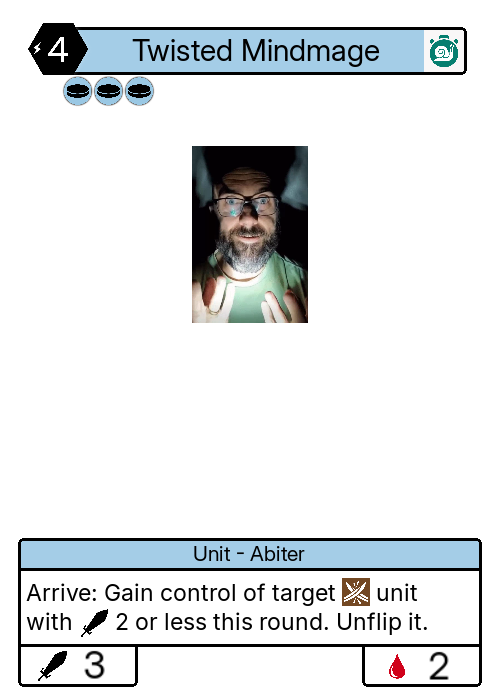 4 Twisted Mindmage
Unit - Abiter
Arrive: Gain control of target unit
with 2 or less this round. Unflip it.
3
2